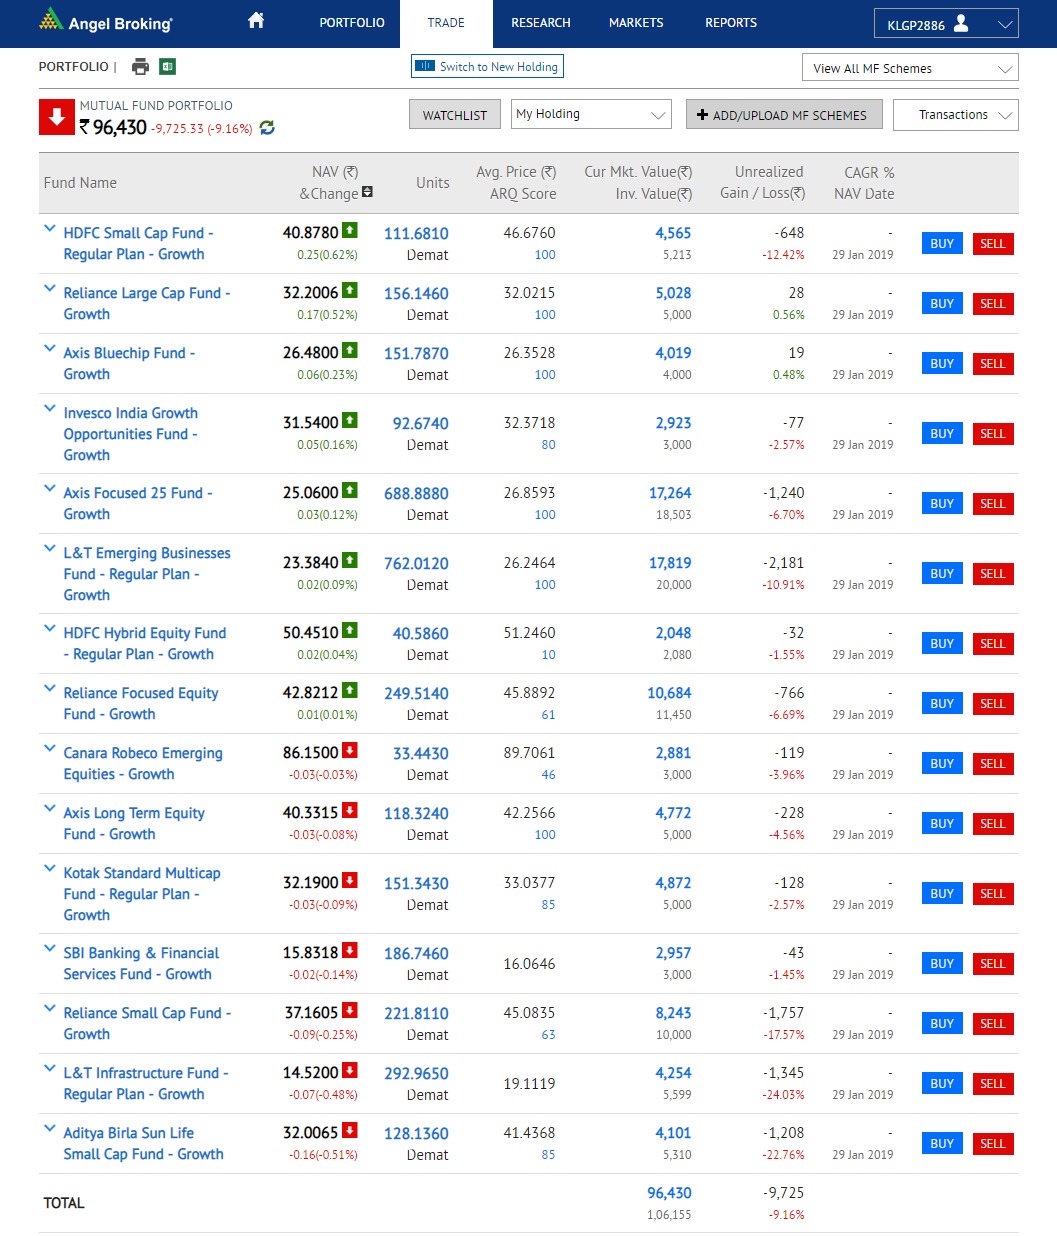 Angel Broking
PORTFOLIO TRADE RESEARCH MARKETS REPORTS KLGP2886
PORTFOLIO | Switch to New Holding View All MF Schemes
MUTUAL FUND PORTFOLIO
₹ 96,430 -9,725.33 (-9.16%) WATCHLIST My Holding + ADD/UPLOAD MF SCHEMES Transactions
Fund Name NAV (₹) &Change Units Avg. Price (₹) ARQ Score Cur Mkt. Value(₹) Inv. Value(₹) Unrealized Gain / Loss(₹) CAGR % NAV Date
HDFC Small Cap Fund - 40.8780 111.6810 46.6760 4,565 -648 - BUY SELL
Regular Plan - Growth 0.25(0.62%) Demat 100 5,213 -12.42% 29 Jan 2019
Reliance Large Cap Fund - 32.2006 156.1460 32.0215 5,028 28 - BUY SELL
Growth 0.17(0.52%) Demat 100 5,000 0.56% 29 Jan 2019
Axis Bluechip Fund - 26.4800 151.7870 26.3528 4,019 19 - BUY SELL
Growth 0.06(0.23%) Demat 100 4,000 0.48% 29 Jan 2019
Invesco India Growth
Opportunities Fund - 31.5400 92.6740 32.3718 2,923 -77 - BUY SELL
Growth 0.05(0.16%) Demat 80 3,000 -2.57% 29 Jan 2019
Axis Focused 25 Fund - 25.0600 688.8880 26.8593 17,264 -1,240 - BUY SELL
Growth 0.03(0.12%) Demat 100 18,503 -6.70% 29 Jan 2019
L&T Emerging Businesses
Fund - Regular Plan - 23.3840 762.0120 26.2464 17,819 -2,181 - BUY SELL
Growth 0.02(0.09%) Demat 100 20,000 -10.91% 29 Jan 2019
HDFC Hybrid Equity Fund 50.4510 40.5860 51.2460 2,048 -32 - BUY SELL
- Regular Plan - Growth 0.02(0.04%) Demat 10 2,080 -1.55% 29 Jan 2019
Reliance Focused Equity 42.8212 249.5140 45.8892 10,684 -766 - BUY SELL
Fund - Growth 0.01(0.01%) Demat 61 11,450 -6.69% 29 Jan 2019
Canara Robeco Emerging 86.1500 33.4430 89.7061 2,881 -119 - BUY SELL
Equities - Growth -0.03(-0.03%) Demat 46 3,000 -3.96% 29 Jan 2019
Axis Long Term Equity 40.3315 118.3240 42.2566 4,772 -228 - BUY SELL
Fund - Growth -0.03(-0.08%) Demat 100 5,000 -4.56% 29 Jan 2019
Kotak Standard Multicap
Fund - Regular Plan - 32.1900 151.3430 33.0377 4,872 -128 - BUY SELL
Growth -0.03(-0.09%) Demat 85 5,000 -2.57% 29 Jan 2019
SBI Banking & Financial 15.8318 186.7460 16.0646 2,957 -43 - BUY SELL
Services Fund - Growth -0.02(-0.14%) Demat 3,000 -1.45% 29 Jan 2019
Reliance Small Cap Fund - 37.1605 221.8110 45.0835 8,243 -1,757 - BUY SELL
Growth -0.09(-0.25%) Demat 63 10,000 -17.57% 29 Jan 2019
L&T Infrastructure Fund - 14.5200 292.9650 19.1119 4,254 -1,345 - BUY SELL
Regular Plan - Growth -0.07(-0.48%) Demat 5,599 -24.03% 29 Jan 2019
Aditya Birla Sun Life 32.0065 128.1360 41.4368 4,101 -1,208 - BUY SELL
Small Cap Fund - Growth -0.16(-0.51%) Demat 85 5,310 -22.76% 29 Jan 2019
TOTAL 96,430 -9,725
1,06,155 -9.16%